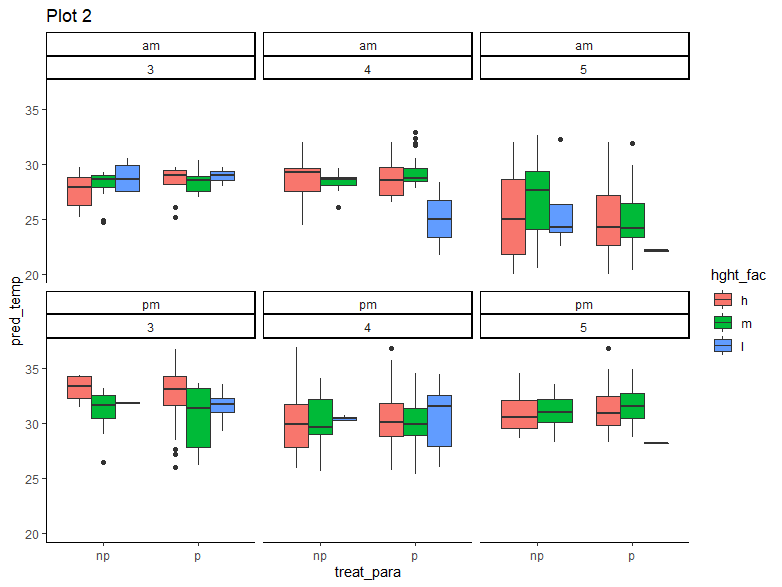 Plot 2
am am am
3 4 5
35
30
25
20
pm pm pm
3 4 5
35
30
25
20
np p np p np p
treat_para
pred_temp
hght_fac
h
m
l